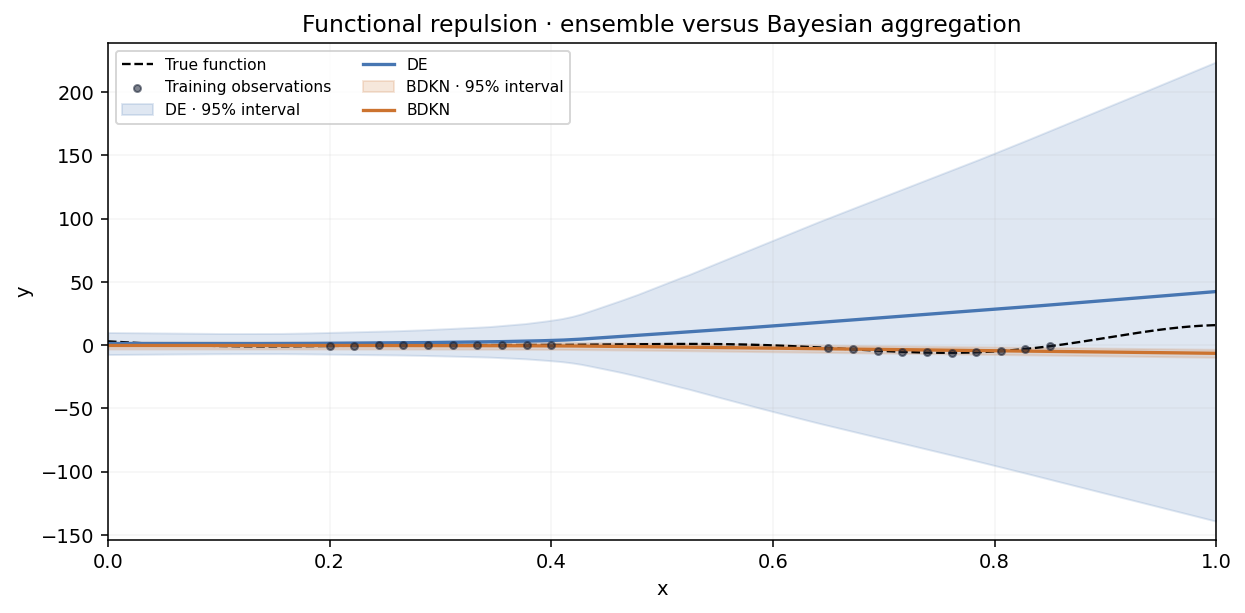 Functional repulsion · ensemble versus Bayesian aggregation
True function
Training observations
DE · 95% interval
DE
BDKN · 95% interval
BDKN
200
150
100
50
0
−50
−100
−150
y
0.0 0.2 0.4 0.6 0.8 1.0
x